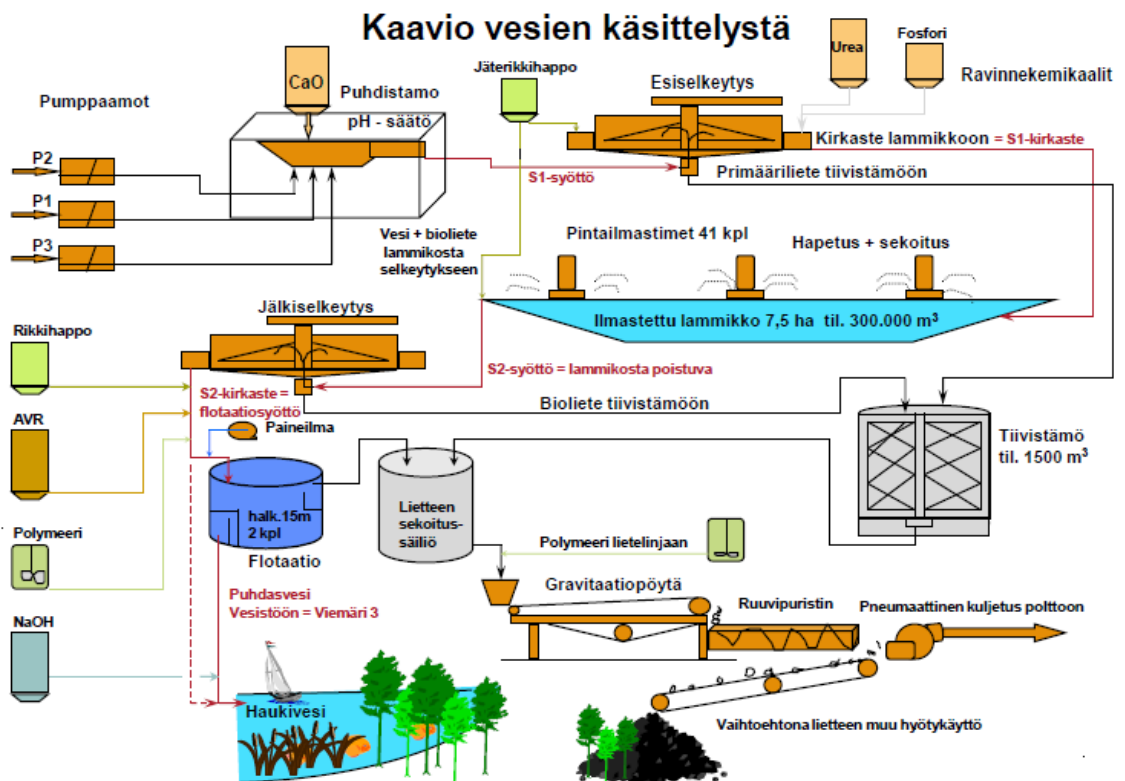 Kaavio vesien käsittelystä
Pumppaamot
CaO
Puhdistamo
pH - säätö
P2
P1
P3
Jäterikkihappo
Esiselkeytys
Urea
Fosfori
Ravinnekemikaalit
Kirkaste lammikkoon = S1-kirkaste
S1-syöttö
Primääriliete tiivistämöön
Vesi + bioliete
lammikosta
selkeytykseen
Pintailmastimet 41 kpl
Hapetus + sekoitus
Ilmastettu lammikko 7,5 ha til. 300.000 m³
Jälkiselkeytys
Rikkihappo
S2-kirkaste =
flotaatiosyöttö
S2-syöttö = lammikosta poistuva
Bioliete tiivistämöön
AVR
Paineilma
Tiivistämö
til. 1500 m³
halk.15m
2 kpl
Flotaatio
Lietteen
sekoitus-
säiliö
Polymeeri
Polymeeri lietelinjaan
Puhdasvesi
Vesistöön = Viemäri 3
Gravitaatiopöytä
Ruuvipuristin
Pneumaattinen kuljetus polttoon
NaOH
Haukivesi
Vaihtoehtona lietteen muu hyötykäyttö